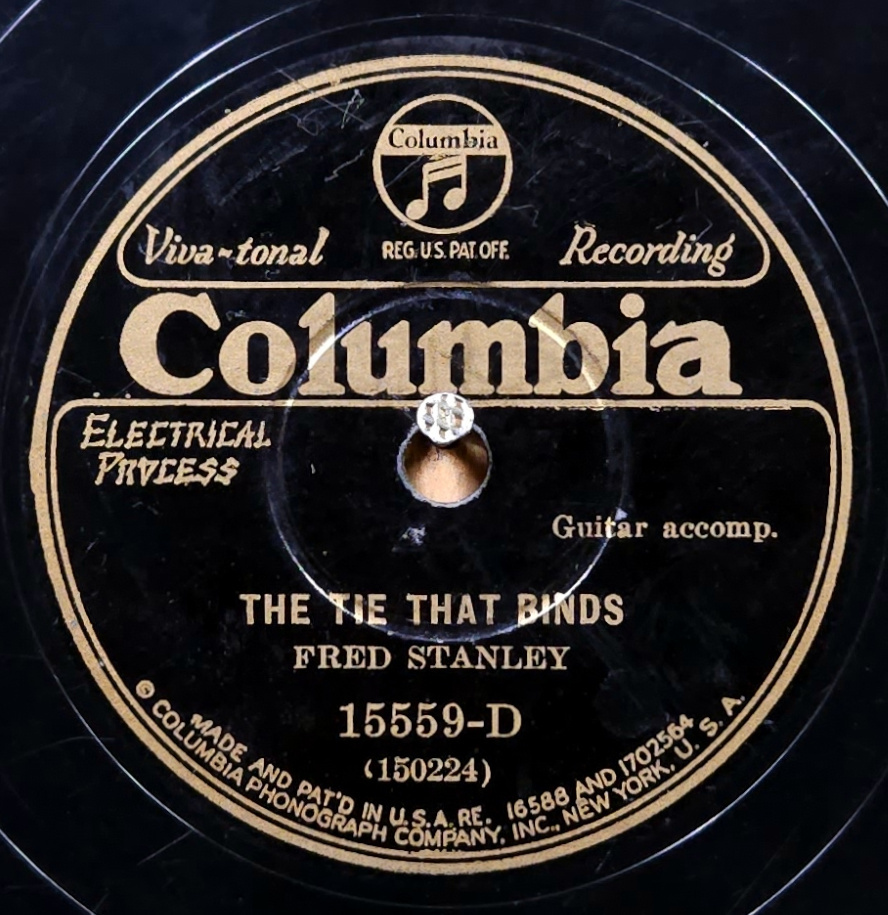 Columbia
Viva-tonal REG. U.S. PAT. OFF. Recording
Columbia
ELECTRICAL
PROCESS
Guitar accomp.
THE TIE THAT BINDS
FRED STANLEY
15559-D
(150224)
MADE AND PAT'D IN U.S.A. RE. 16588 AND 1702564
© COLUMBIA PHONOGRAPH COMPANY, INC., NEW YORK, U. S. A.